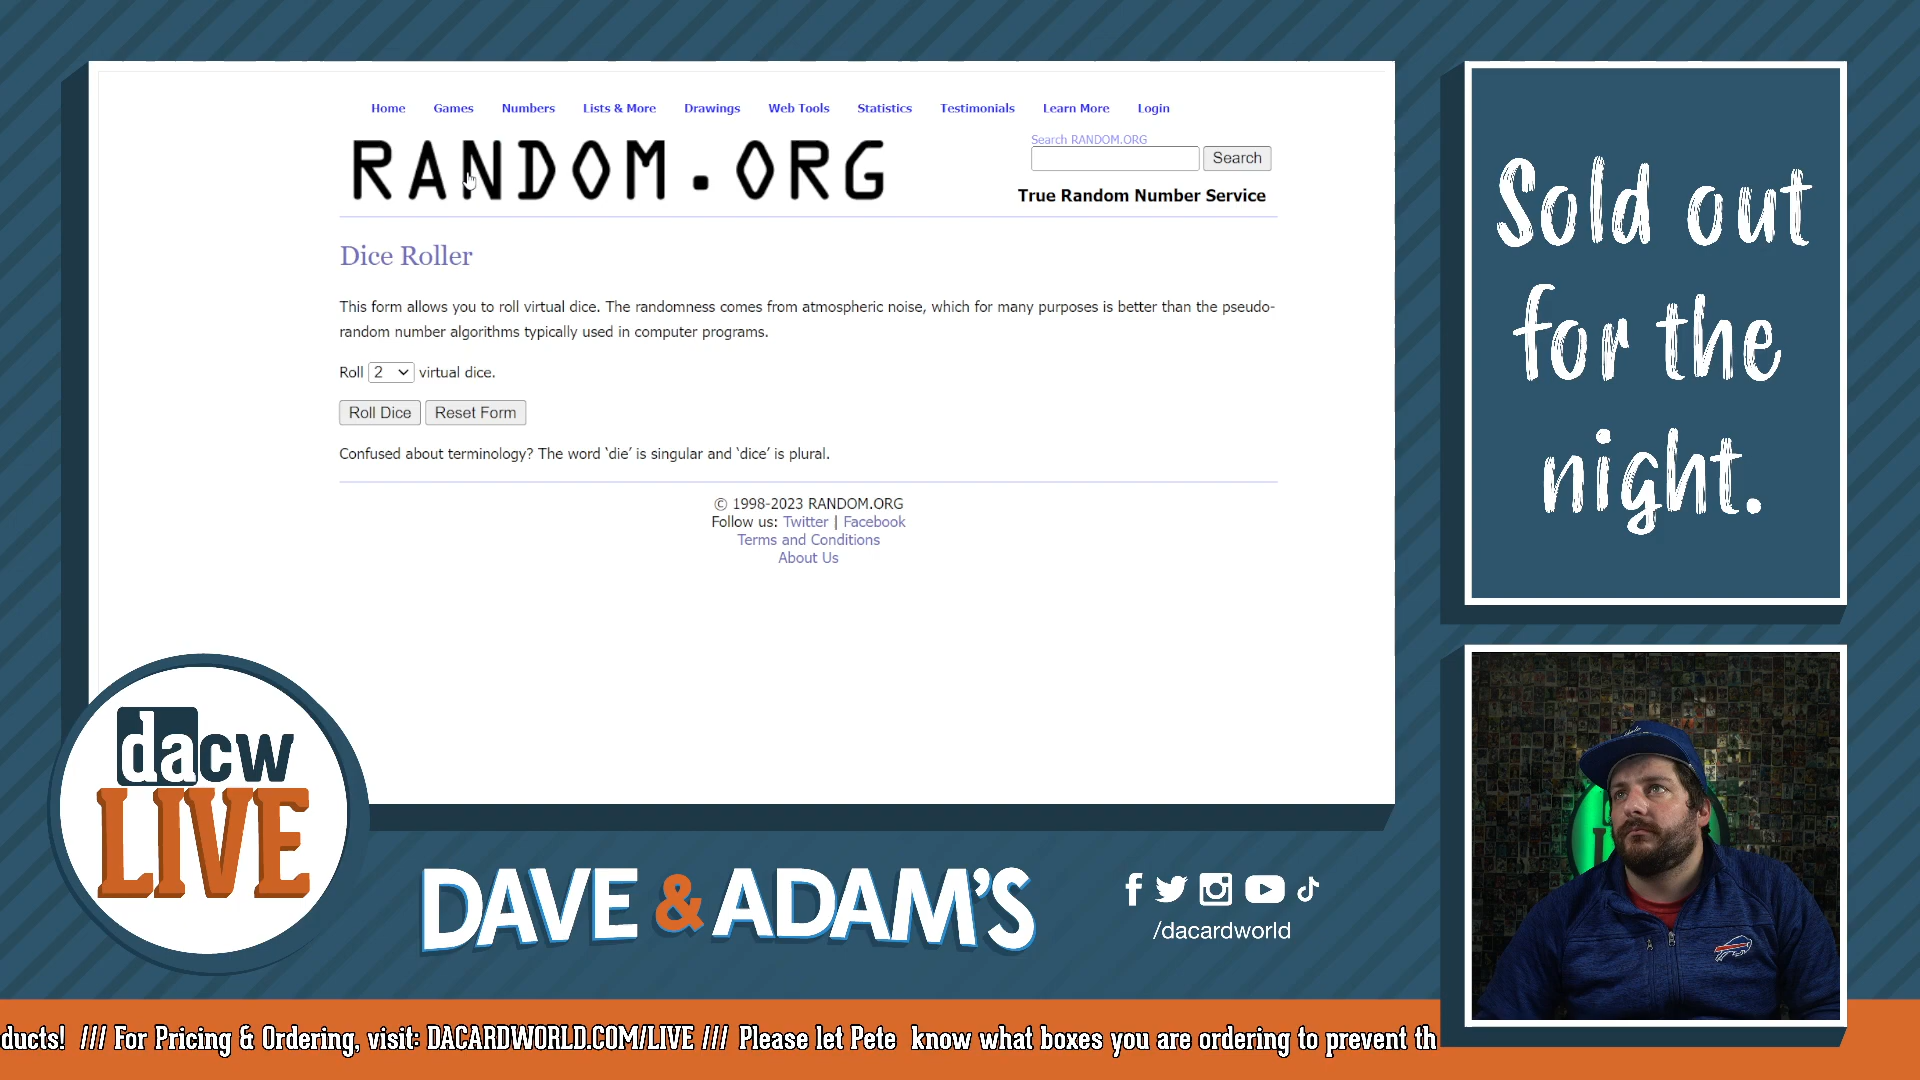 Home Games Numbers Lists & More Drawings Web Tools Statistics Testimonials Learn More Login
RANDOM.ORG
Search RANDOM.ORG
Search
True Random Number Service
Dice Roller
This form allows you to roll virtual dice. The randomness comes from atmospheric noise, which for many purposes is better than the pseudo-
random number algorithms typically used in computer programs.
Roll 2 virtual dice.
Roll Dice Reset Form
Confused about terminology? The word ‘die’ is singular and ‘dice’ is plural.
© 1998-2023 RANDOM.ORG
Follow us: Twitter | Facebook
Terms and Conditions
About Us
Sold out
for the
night.
dacw
LIVE
DAVE & ADAM'S
/dacardworld
ducts! /// For Pricing & Ordering, visit: DACARDWORLD.COM/LIVE /// Please let Pete know what boxes you are ordering to prevent th